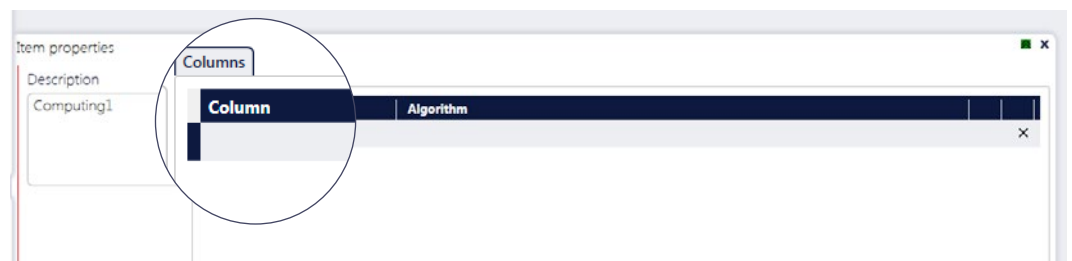 Item properties
x
Columns
Description
Computing1
Column
Algorithm
×